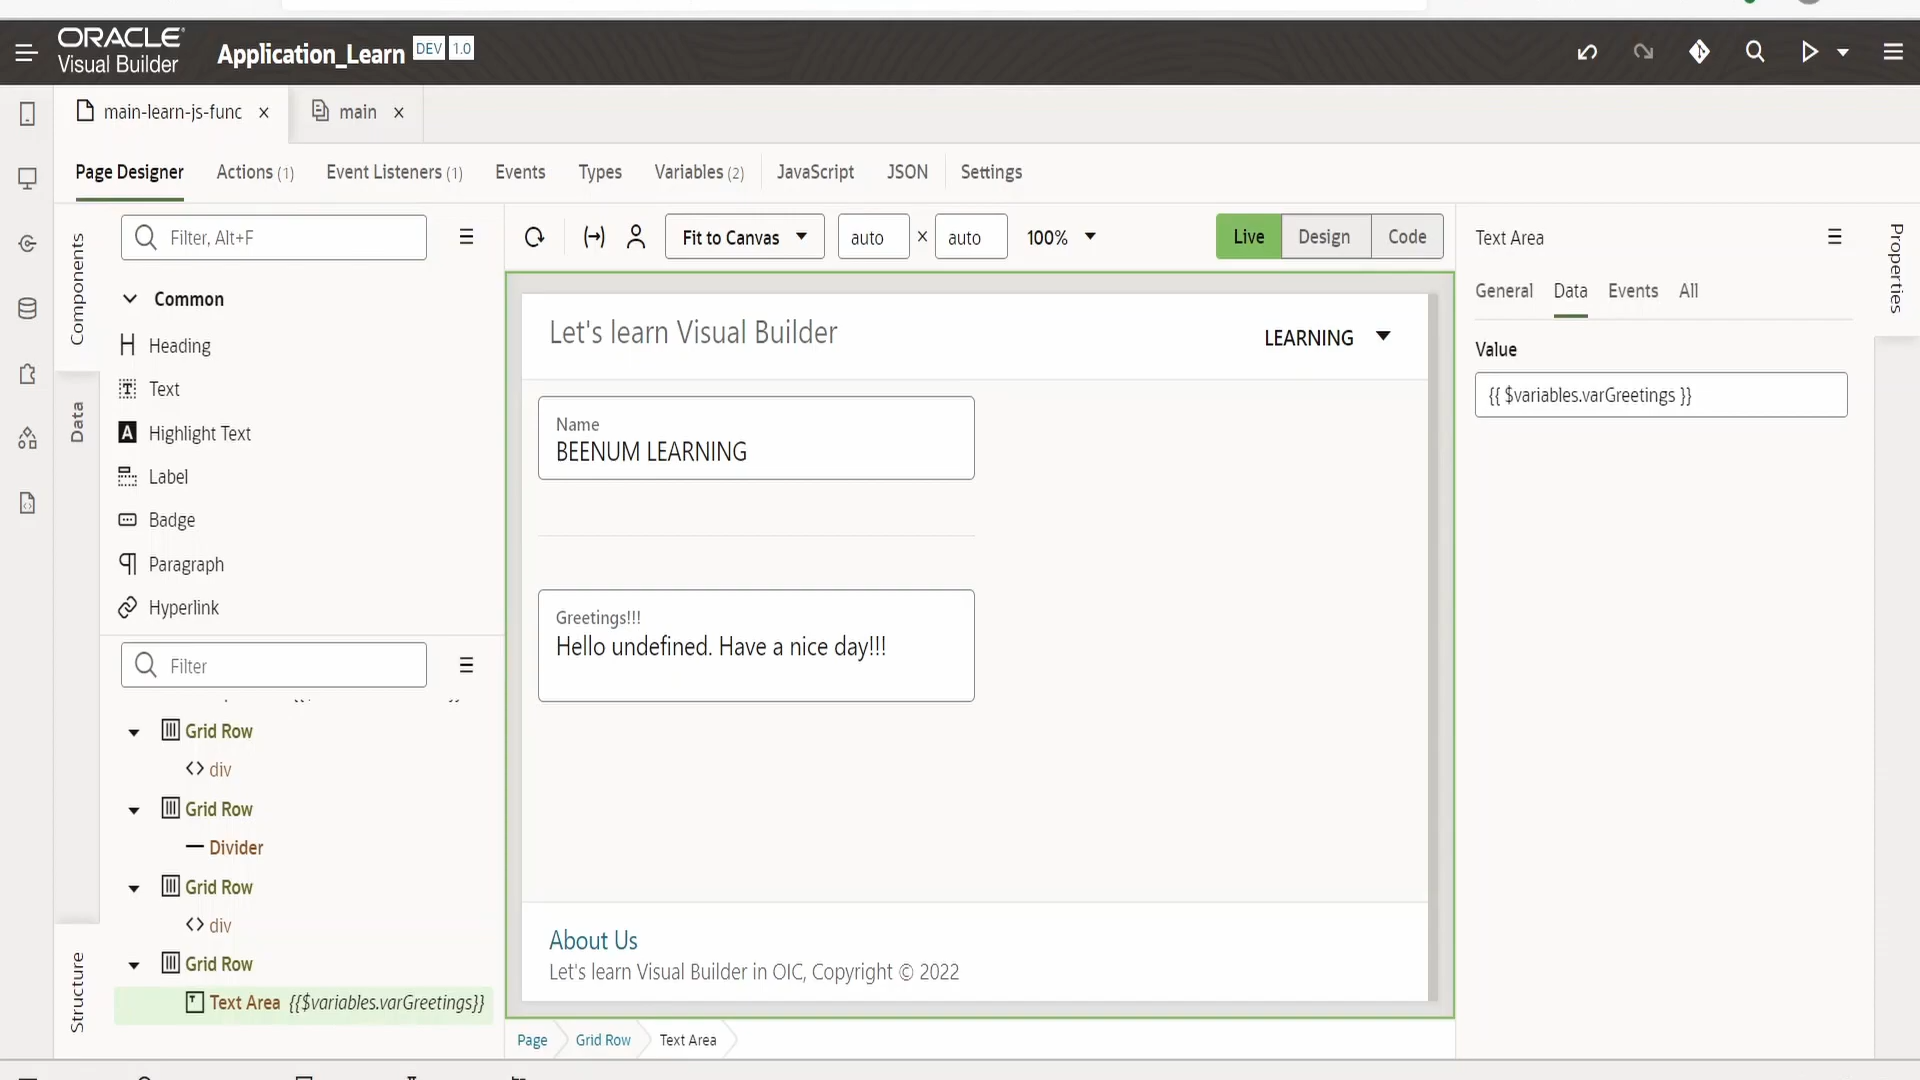 ORACLE
Visual Builder
Application_Learn DEV 1.0
main-learn-js-func × main ×
Page Designer Actions (1) Event Listeners (1) Events Types Variables (2) JavaScript JSON Settings
Components
Filter, Alt+F
Common
Heading
Text
Highlight Text
Label
Badge
Paragraph
Hyperlink
Data
Filter
Grid Row
<> div
Grid Row
Divider
Grid Row
<> div
Grid Row
Text Area {{$variables.varGreetings}}
Structure
Fit to Canvas auto × auto 100% Live Design Code
Let's learn Visual Builder
LEARNING
Name
BEENUM LEARNING
Greetings!!!
Hello undefined. Have a nice day!!!
About Us
Let's learn Visual Builder in OIC, Copyright © 2022
Page Grid Row Text Area
Text Area
General Data Events All
Value
{{ $variables.varGreetings }}
Properties